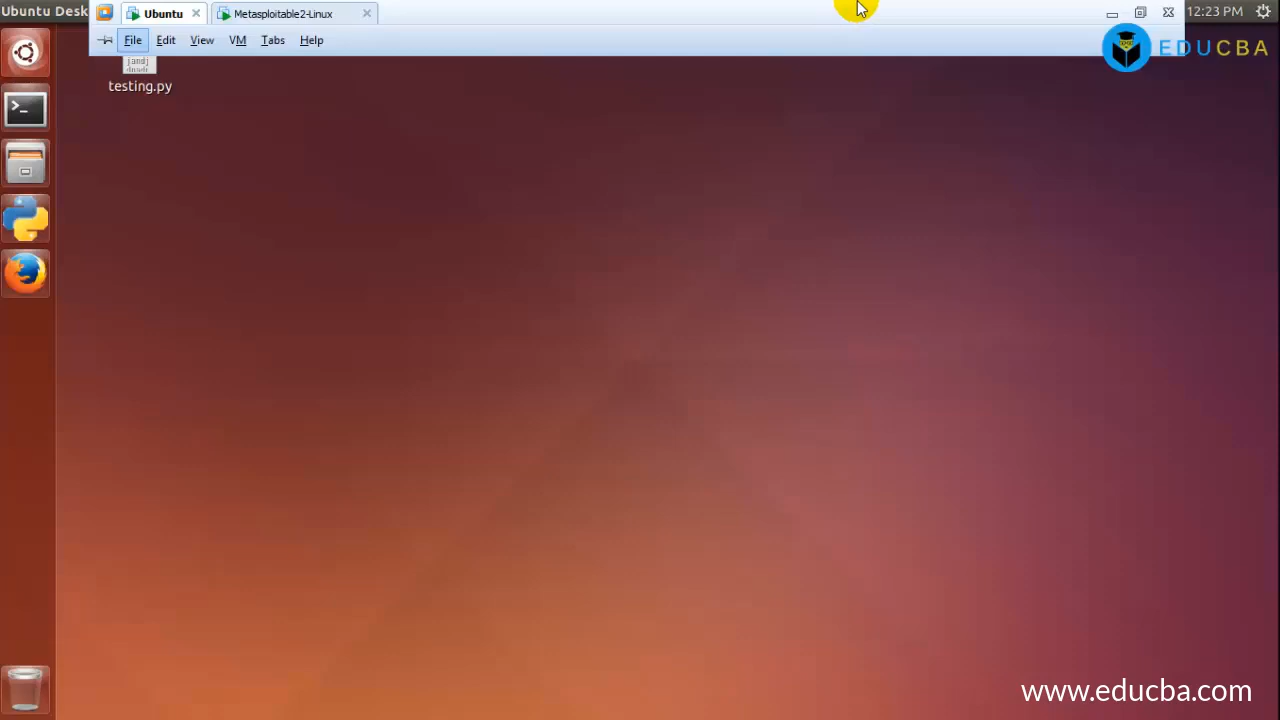 Ubuntu Desk
Ubuntu
Metasploitable2-Linux
12:23 PM
File Edit View VM Tabs Help
EDUCBA
testing.py
>_
www.educba.com